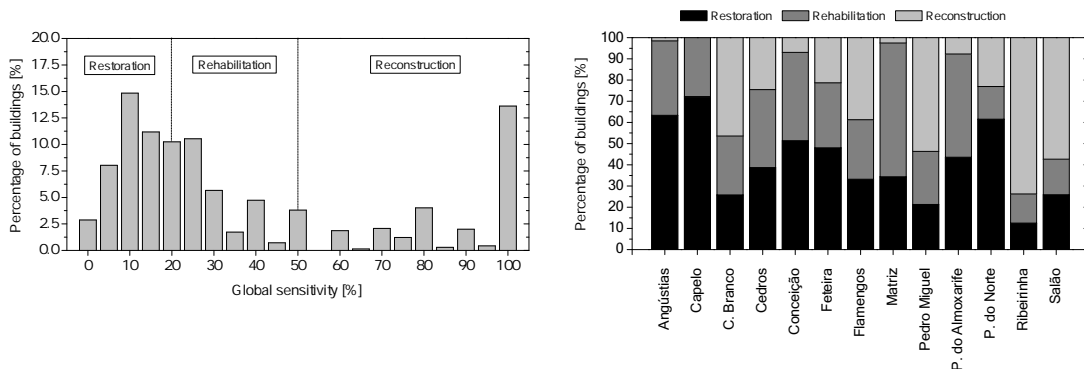 20.0
17.5
15.0
12.5
10.0
7.5
5.0
2.5
0.0
Percentage of buildings [%]
Restoration
Rehabilitation
Reconstruction
0 10 20 30 40 50 60 70 80 90 100
Global sensitivity [%]
Restoration Rehabilitation Reconstruction
100
90
80
70
60
50
40
30
20
10
0
Percentage of buildings [%]
Angústias
Capelo
C. Branco
Cedros
Conceição
Feteira
Flamengos
Matriz
Pedro Miguel
P. do Almoxarife
P. do Norte
Ribeirinha
Salão